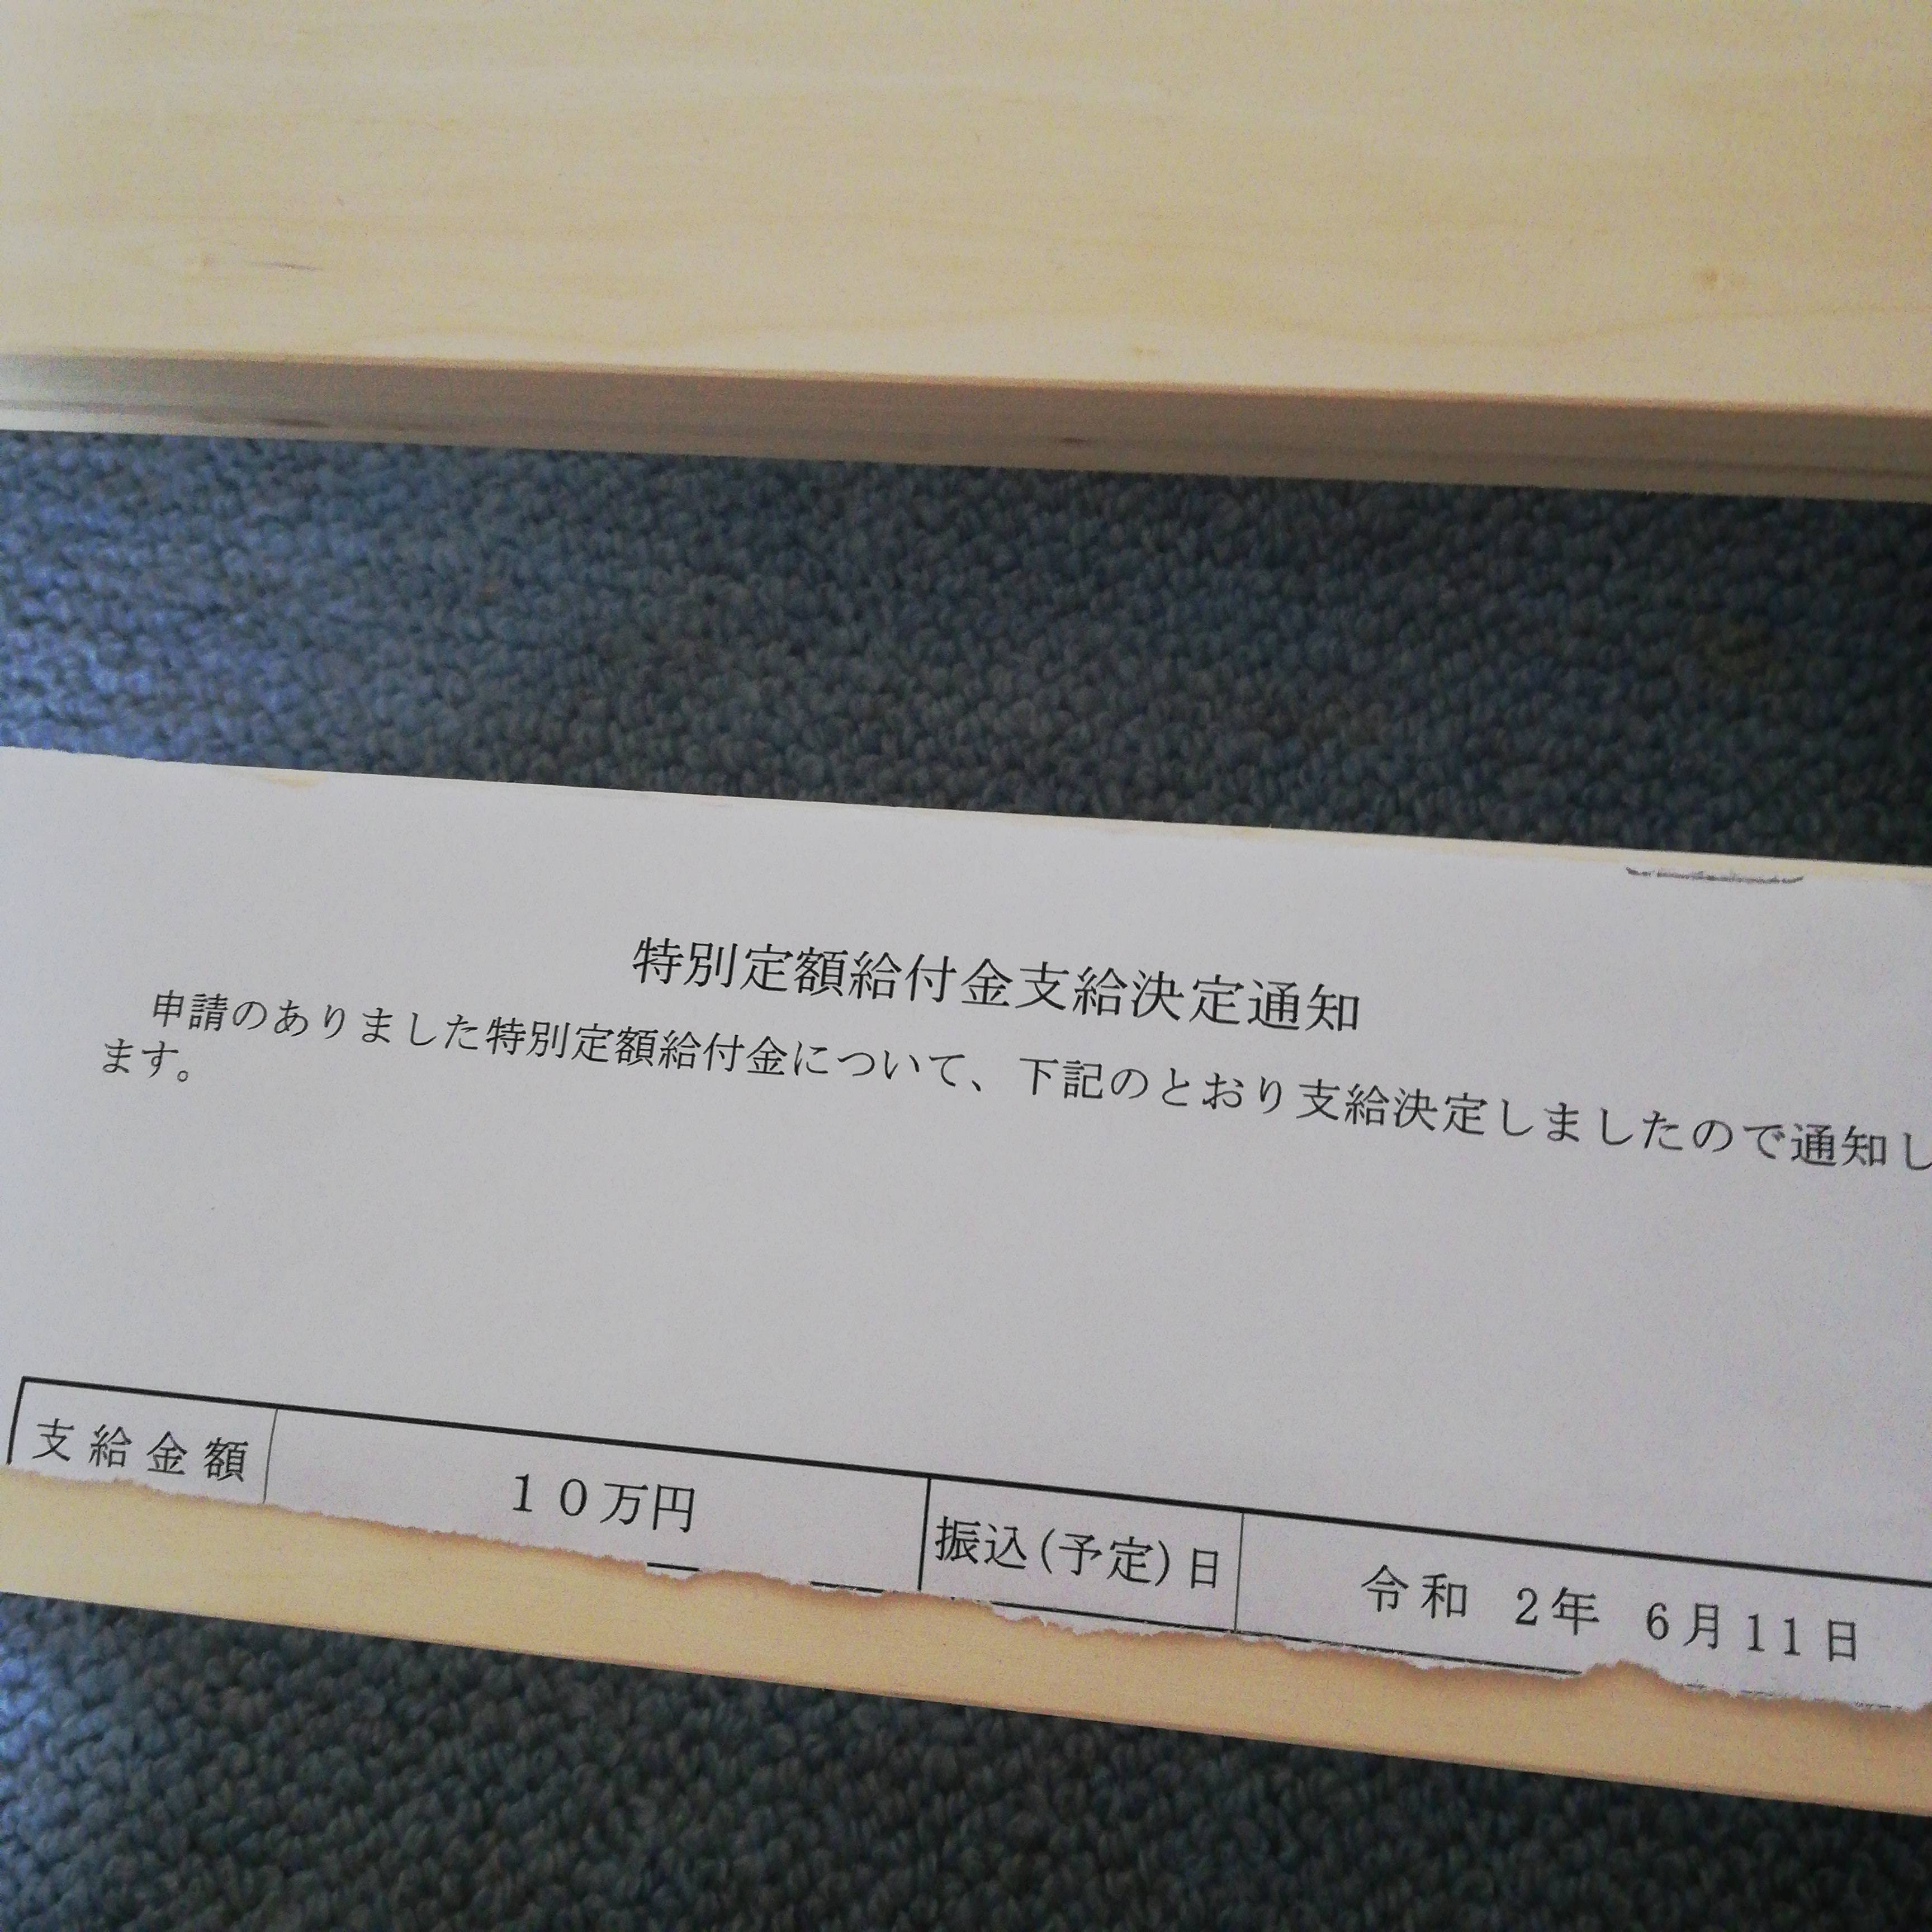 特別定額給付金支給決定通知
申請のありました特別定額給付金について、下記のとおり支給決定しましたので通知し
ます。
支給金額 １０万円 振込(予定)日 令和 2年 6月11日